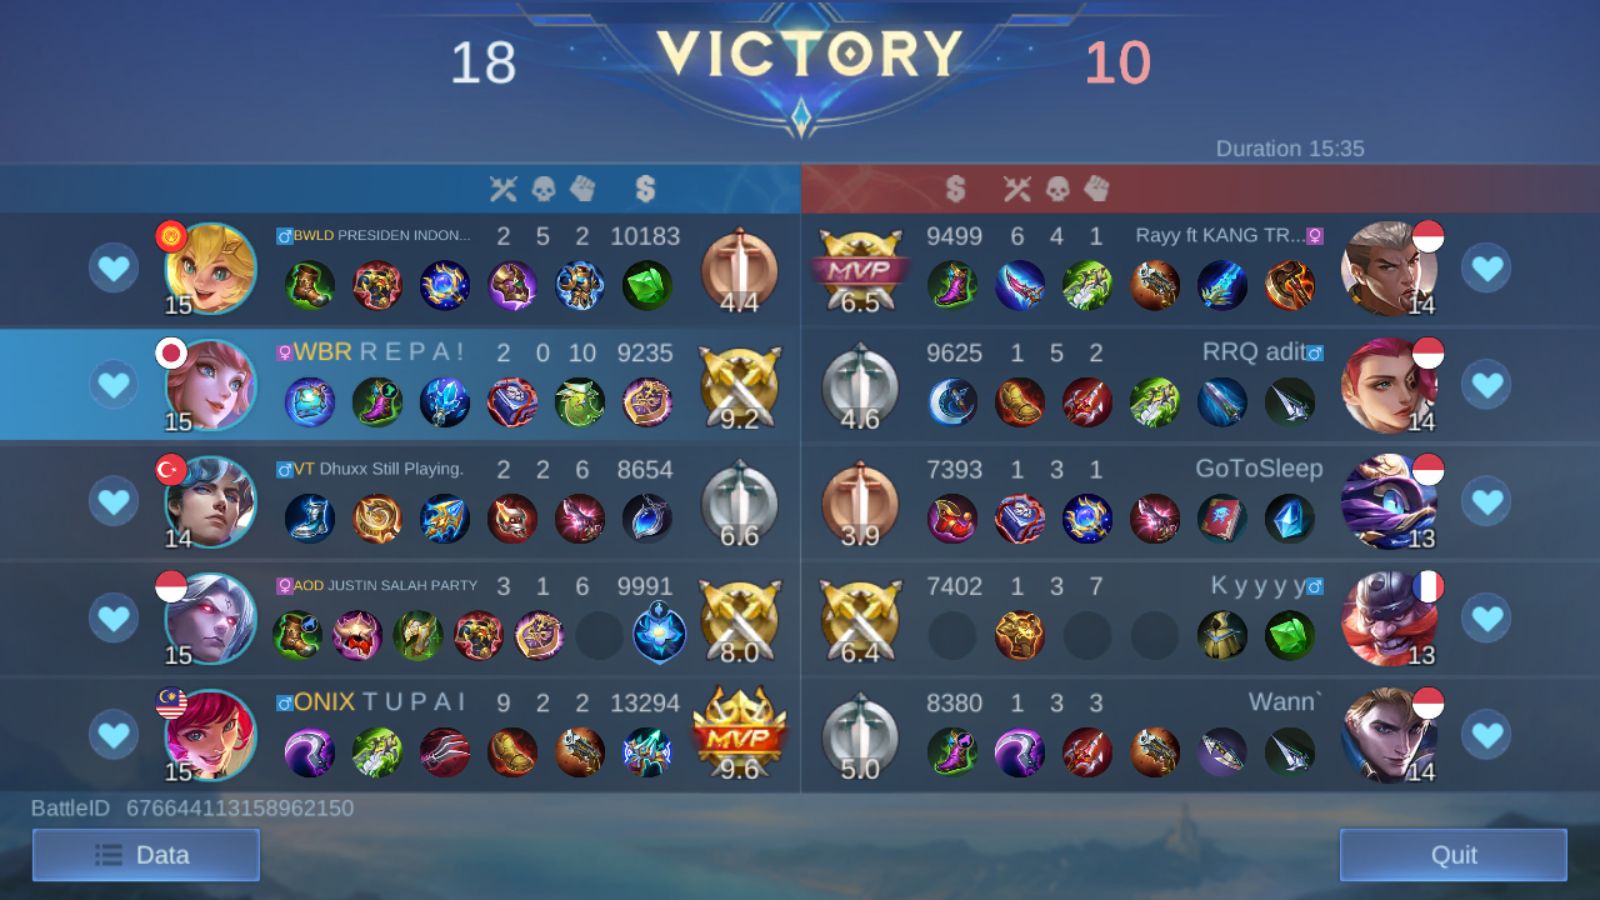 18 VICTORY 10
Duration 15:35
BWLD PRESIDEN INDON... 2 5 2 10183
15 4.4
MVP 9499 6 4 1 Rayy ft KANG TR...
6.5 14
WBR R E P A ! 2 0 10 9235
15 9.2
9625 1 5 2 RRQ adit
4.6 14
VT Dhuxx Still Playing. 2 2 6 8654
14 6.6
7393 1 3 1 GoToSleep
3.9 13
AOD JUSTIN SALAH PARTY 3 1 6 9991
15 8.0
7402 1 3 7 K y y y y
6.4 13
ONIX T U P A I 9 2 2 13294
15 MVP 9.6
8380 1 3 3 Wann`
5.0 14
BattleID 676644113158962150
Data
Quit